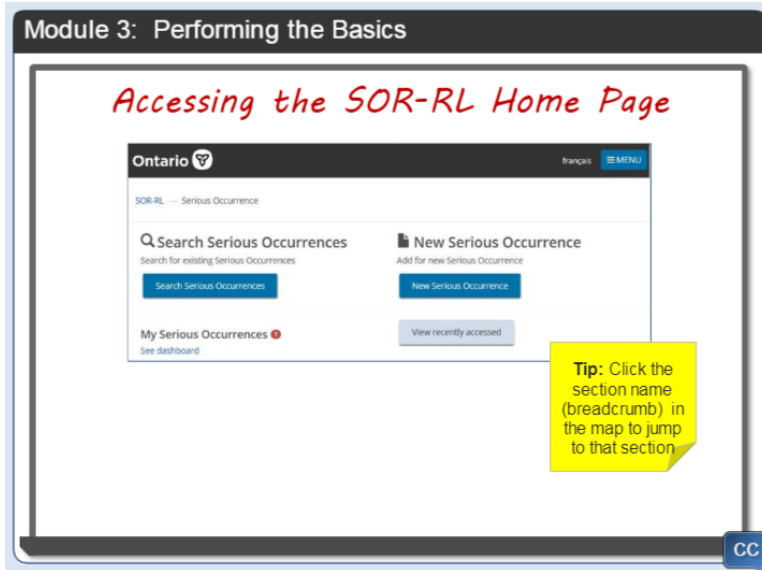 Module 3: Performing the Basics
Accessing the SOR-RL Home Page
Ontario
français
MENU
SOR-RL → Serious Occurrence
Search Serious Occurrences
Search for existing Serious Occurrences
Search Serious Occurrences
New Serious Occurrence
Add for new Serious Occurrence
New Serious Occurrence
My Serious Occurrences ?
See dashboard
View recently accessed
Tip: Click the
section name
(breadcrumb) in
the map to jump
to that section
CC